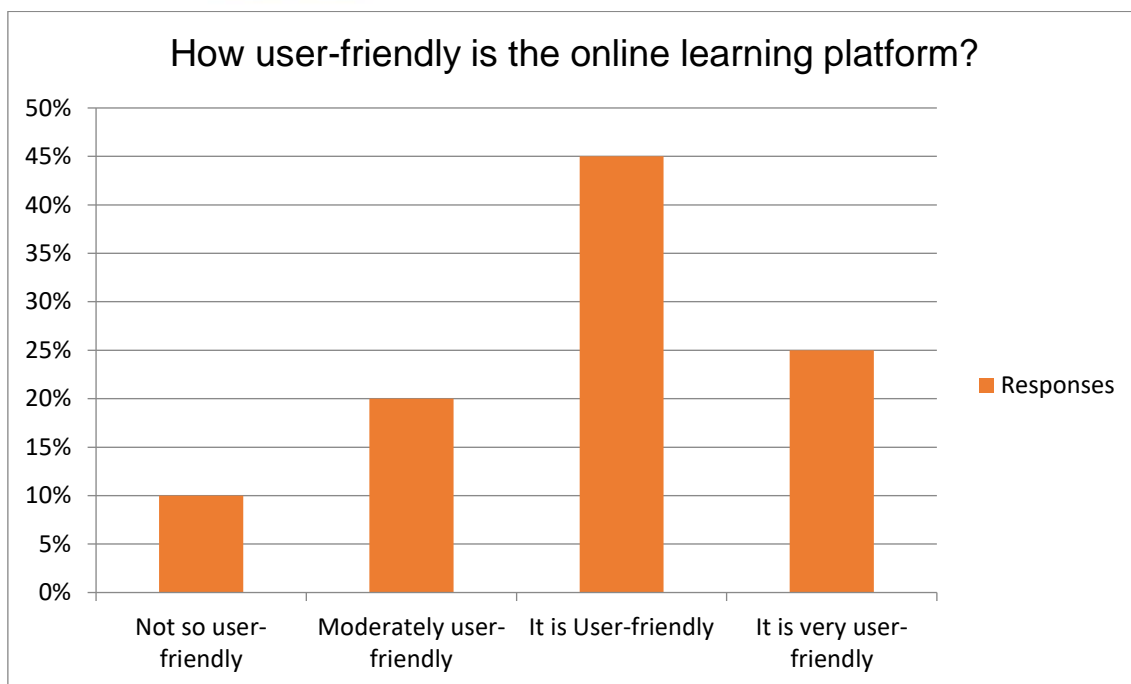 How user-friendly is the online learning platform?
50%
45%
40%
35%
30%
25%
20%
15%
10%
5%
0%
Not so user-
friendly
Moderately user-
friendly
It is User-friendly
It is very user-
friendly
Responses